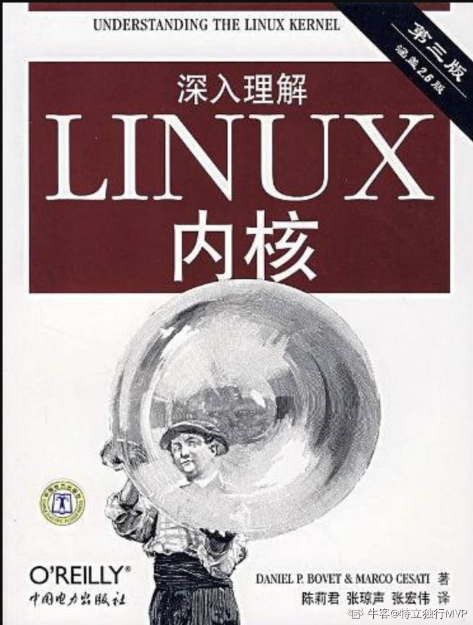 UNDERSTANDING THE LINUX KERNEL
第三版
涵盖2.6版
深入理解
LINUX
内核
O'REILLY®
中国电力出版社
DANIEL P. BOVET & MARCO CESATI 著
陈莉君 张琼声 张宏伟 译
牛客@特立独行MVP